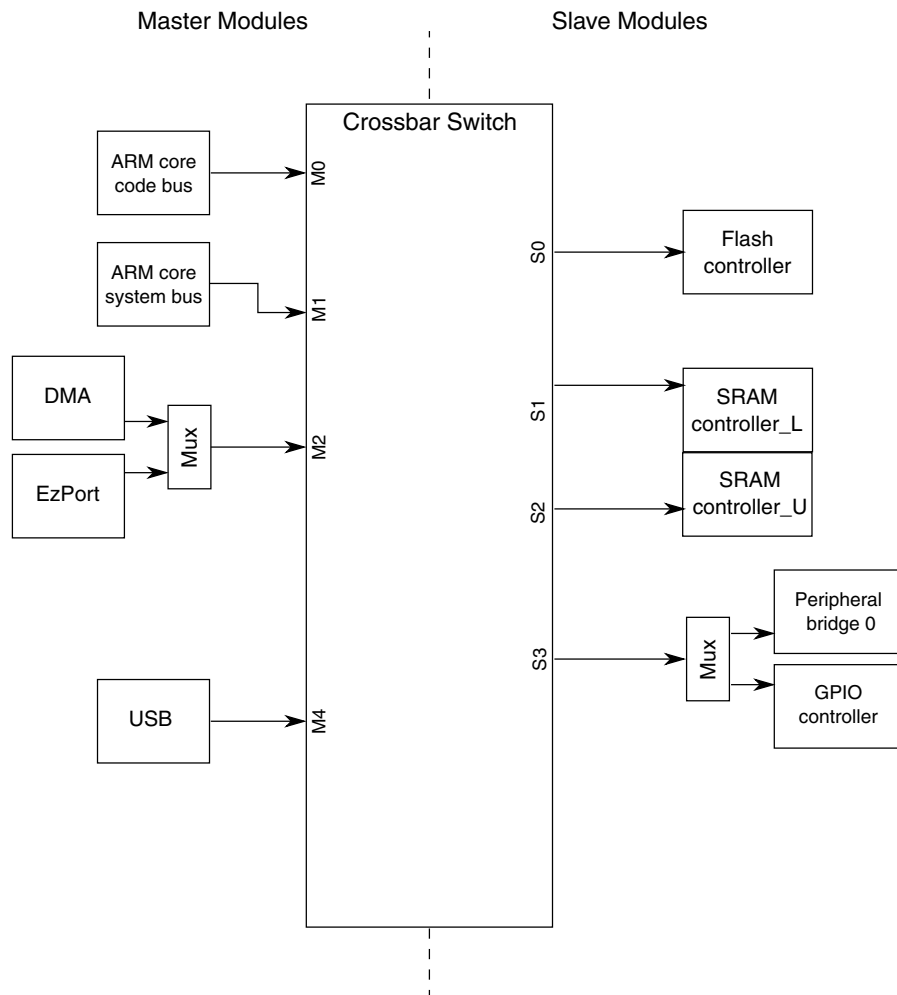 Master Modules
Slave Modules
Crossbar Switch
ARM core
code bus
M0
ARM core
system bus
M1
DMA
EzPort
Mux
M2
USB
M4
S0
Flash
controller
S1
SRAM
controller_L
S2
SRAM
controller_U
S3
Mux
Peripheral
bridge 0
GPIO
controller